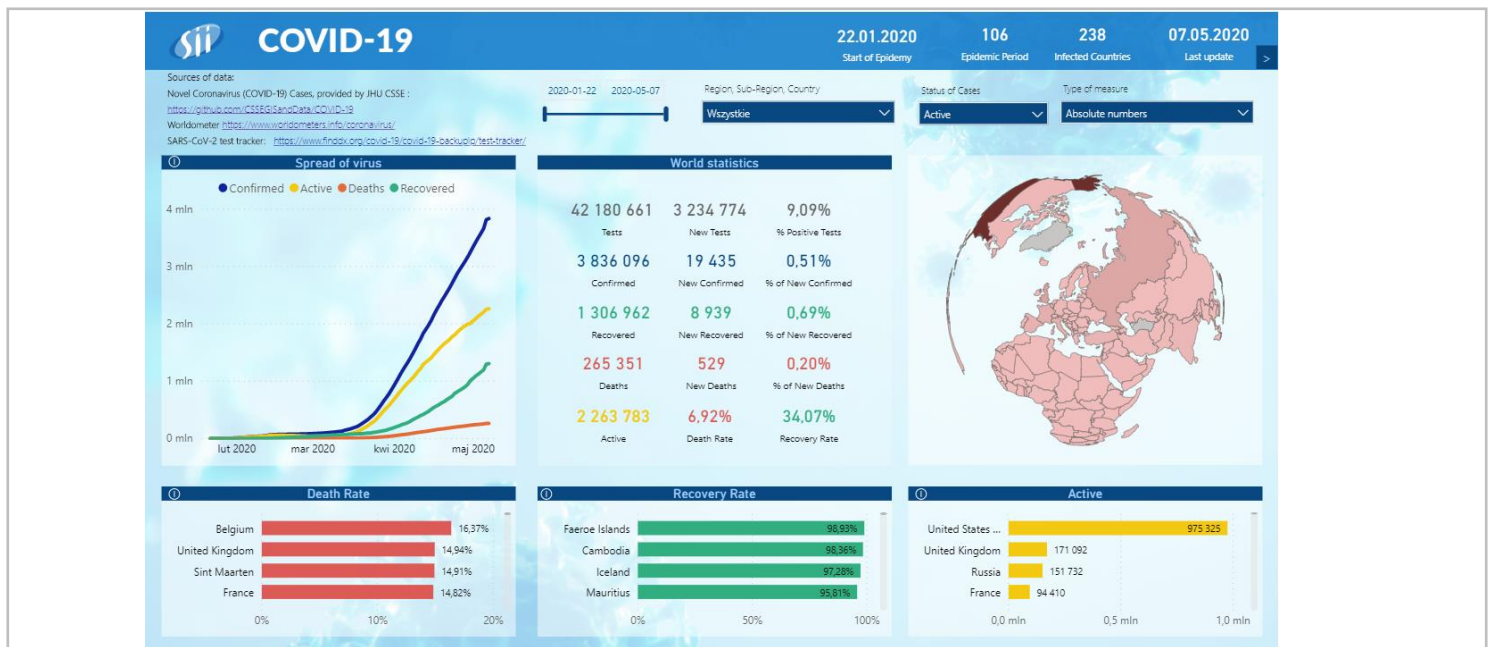 sii COVID-19
22.01.2020 106 238 07.05.2020
Start of Epidemy Epidemic Period Infected Countries Last update >
Sources of data:
Novel Coronavirus (COVID-19) Cases, provided by JHU CSSE :
https://github.com/CSSEGISandData/COVID-19
Worldometer https://www.worldometers.info/coronavirus/
SARS-CoV-2 test tracker: https://www.finddx.org/covid-19/covid-19-backupip/test-tracker/
2020-01-22 2020-05-07
Region, Sub-Region, Country
Wszystkie
Status of Cases
Active
Type of measure
Absolute numbers
Spread of virus
Confirmed Active Deaths Recovered
4 mln
3 mln
2 mln
1 mln
0 mln
lut 2020 mar 2020 kwi 2020 maj 2020
World statistics
42 180 661 3 234 774 9,09%
Tests New Tests % Positive Tests
3 836 096 19 435 0,51%
Confirmed New Confirmed % of New Confirmed
1 306 962 8 939 0,69%
Recovered New Recovered % of New Recovered
265 351 529 0,20%
Deaths New Deaths % of New Deaths
2 263 783 6,92% 34,07%
Active Death Rate Recovery Rate
Death Rate
Belgium 16,37%
United Kingdom 14,94%
Sint Maarten 14,91%
France 14,82%
0% 10% 20%
Recovery Rate
Faeroe Islands 98,93%
Cambodia 98,36%
Iceland 97,28%
Mauritius 95,81%
0% 50% 100%
Active
United States ... 975 325
United Kingdom 171 092
Russia 151 732
France 94 410
0,0 mln 0,5 mln 1,0 mln